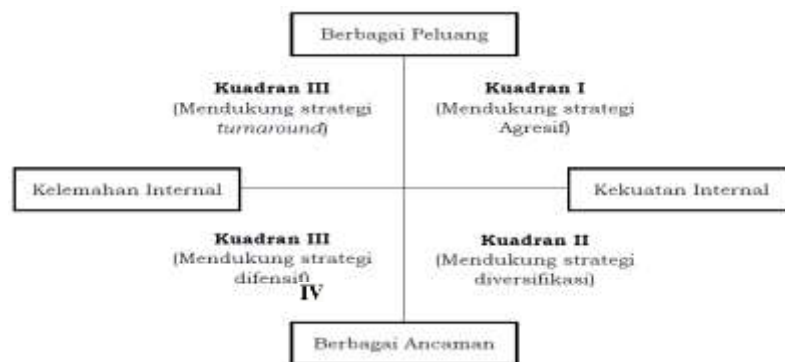 Berbagai Peluang
Kuadran III
(Mendukung strategi
turnaround)
Kuadran I
(Mendukung strategi
Agresif)
Kelemahan Internal
Kekuatan Internal
Kuadran III
(Mendukung strategi
difensif)
IV
Kuadran II
(Mendukung strategi
diversifikasi)
Berbagai Ancaman